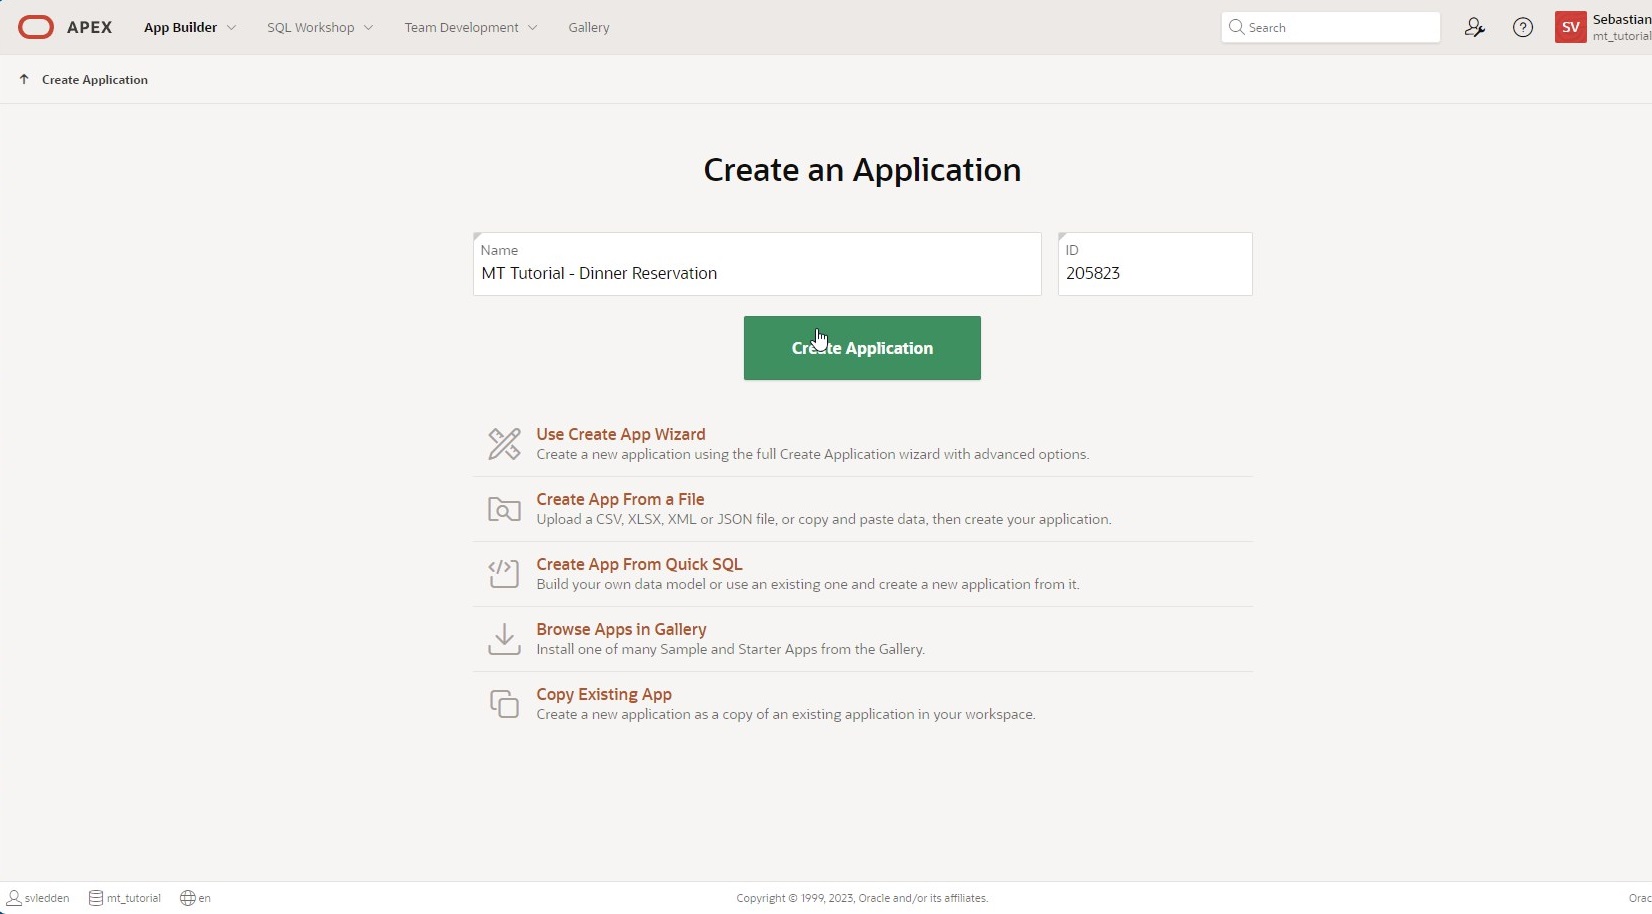 APEX App Builder SQL Workshop Team Development Gallery Search SV Sebastian
mt_tutorial
Create Application
Create an Application
Name ID
MT Tutorial - Dinner Reservation 205823
Create Application
Use Create App Wizard
Create a new application using the full Create Application wizard with advanced options.
Create App From a File
Upload a CSV, XLSX, XML or JSON file, or copy and paste data, then create your application.
Create App From Quick SQL
Build your own data model or use an existing one and create a new application from it.
Browse Apps in Gallery
Install one of many Sample and Starter Apps from the Gallery.
Copy Existing App
Create a new application as a copy of an existing application in your workspace.
svledden mt_tutorial en Copyright © 1999, 2023, Oracle and/or its affiliates. Orac